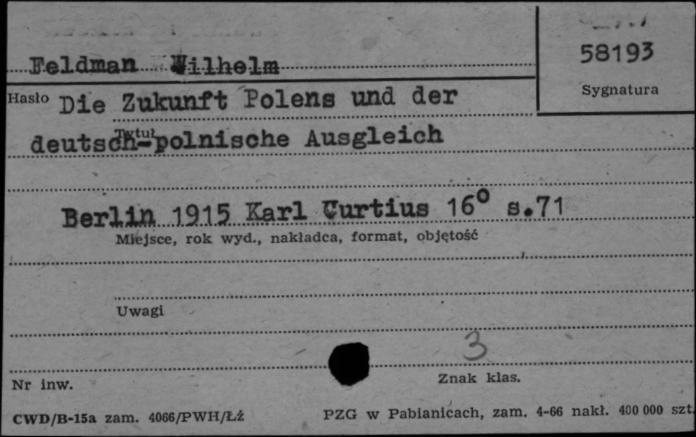 58193
Feldman Wilhelm
Sygnatura
Hasło Die Zukunft Polens und der
Tytuł
deutsch-polnische Ausgleich
Berlin 1915 Karl Curtius 16° s.71
Miejsce, rok wyd., nakładca, format, objętość
Uwagi
3
Nr inw.
Znak klas.
CWD/B-15a zam. 4066/PWH/Łż PZG w Pabianicach, zam. 4-66 nakł. 400 000 szt.